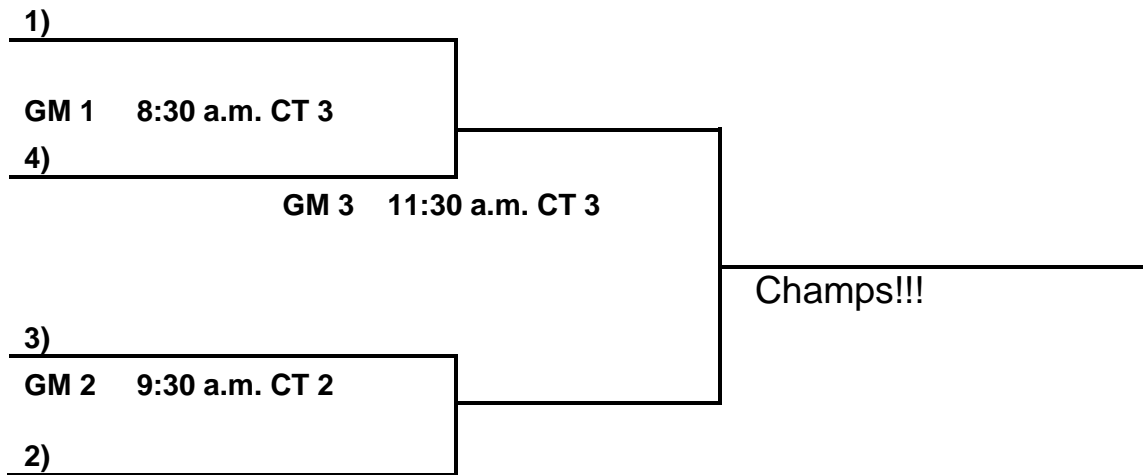 1)
GM 1 8:30 a.m. CT 3
4)
GM 3 11:30 a.m. CT 3
Champs!!!
3)
GM 2 9:30 a.m. CT 2
2)